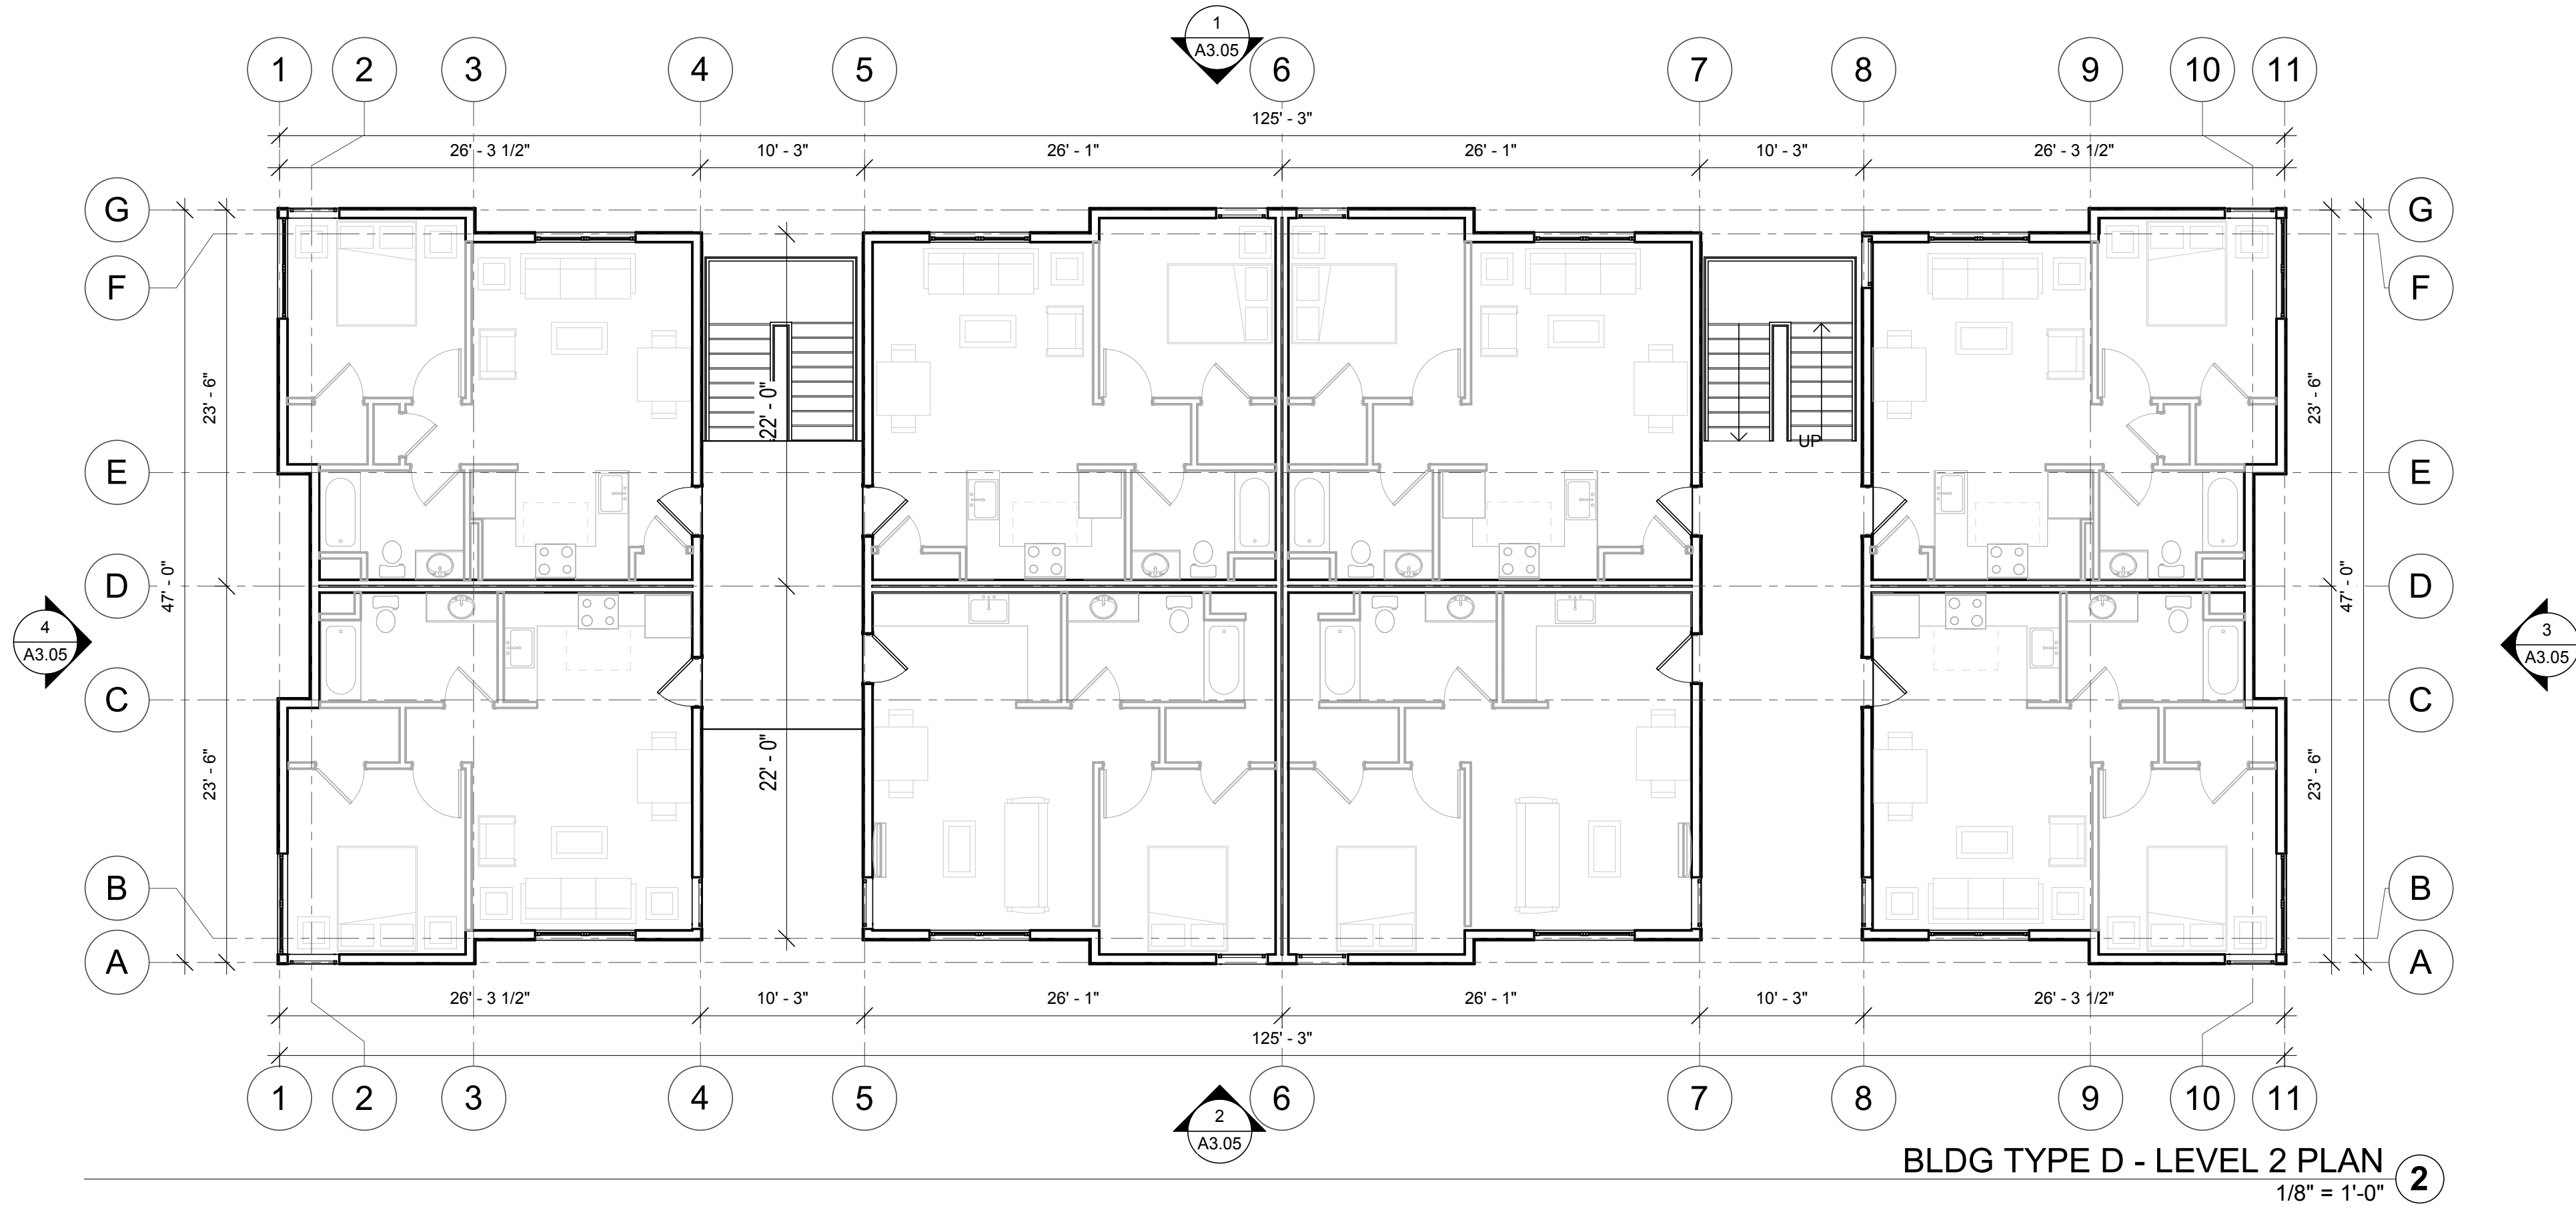 1
A3.05
1 2 3 4 5 6 7 8 9 10 11
125' - 3"
26' - 3 1/2" 10' - 3" 26' - 1" 26' - 1" 10' - 3" 26' - 3 1/2"
G G
F F
23' - 6" 22' - 0" 23' - 6"
UP
E E
D 47' - 0" 47' - 0" D
4
A3.05
3
A3.05
C C
23' - 6" 22' - 0" 23' - 6"
B B
A A
26' - 3 1/2" 10' - 3" 26' - 1" 26' - 1" 10' - 3" 26' - 3 1/2"
125' - 3"
1 2 3 4 5 6 7 8 9 10 11
2
A3.05
BLDG TYPE D - LEVEL 2 PLAN 2
1/8" = 1'-0"